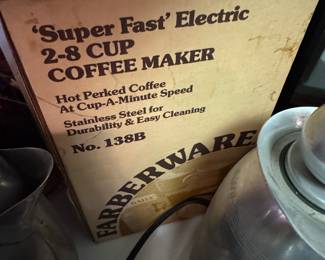 'Super Fast' Electric
2-8 CUP
COFFEE MAKER
Hot Perked Coffee
At Cup-A-Minute Speed
Stainless Steel for
Durability & Easy Cleaning
No. 138B
FARBERWARE